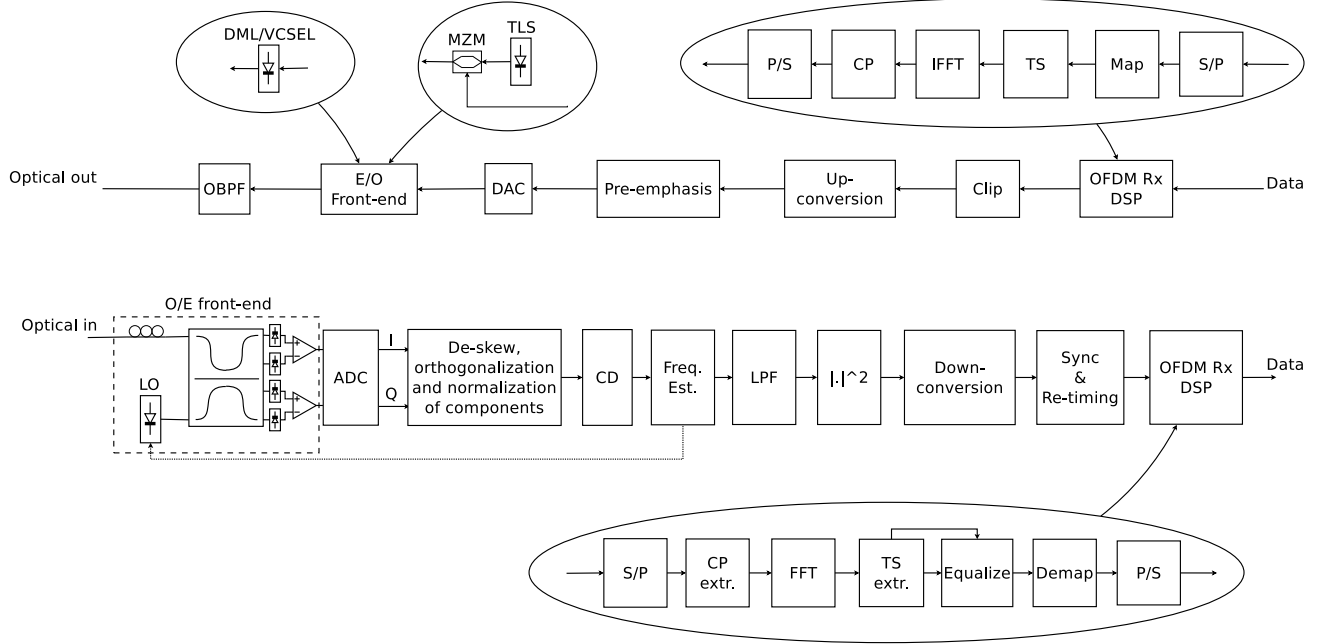 DML/VCSEL
MZM
TLS
P/S
CP
IFFT
TS
Map
S/P
Optical out
OBPF
E/O
Front-end
DAC
Pre-emphasis
Up-
conversion
Clip
OFDM Rx
DSP
Data
O/E front-end
Optical in
LO
+
−
+
−
ADC
I
Q
De-skew,
orthogonalization
and normalization
of components
CD
Freq.
Est.
LPF
|.|^2
Down-
conversion
Sync
&
Re-timing
OFDM Rx
DSP
Data
S/P
CP
extr.
FFT
TS
extr.
Equalize
Demap
P/S